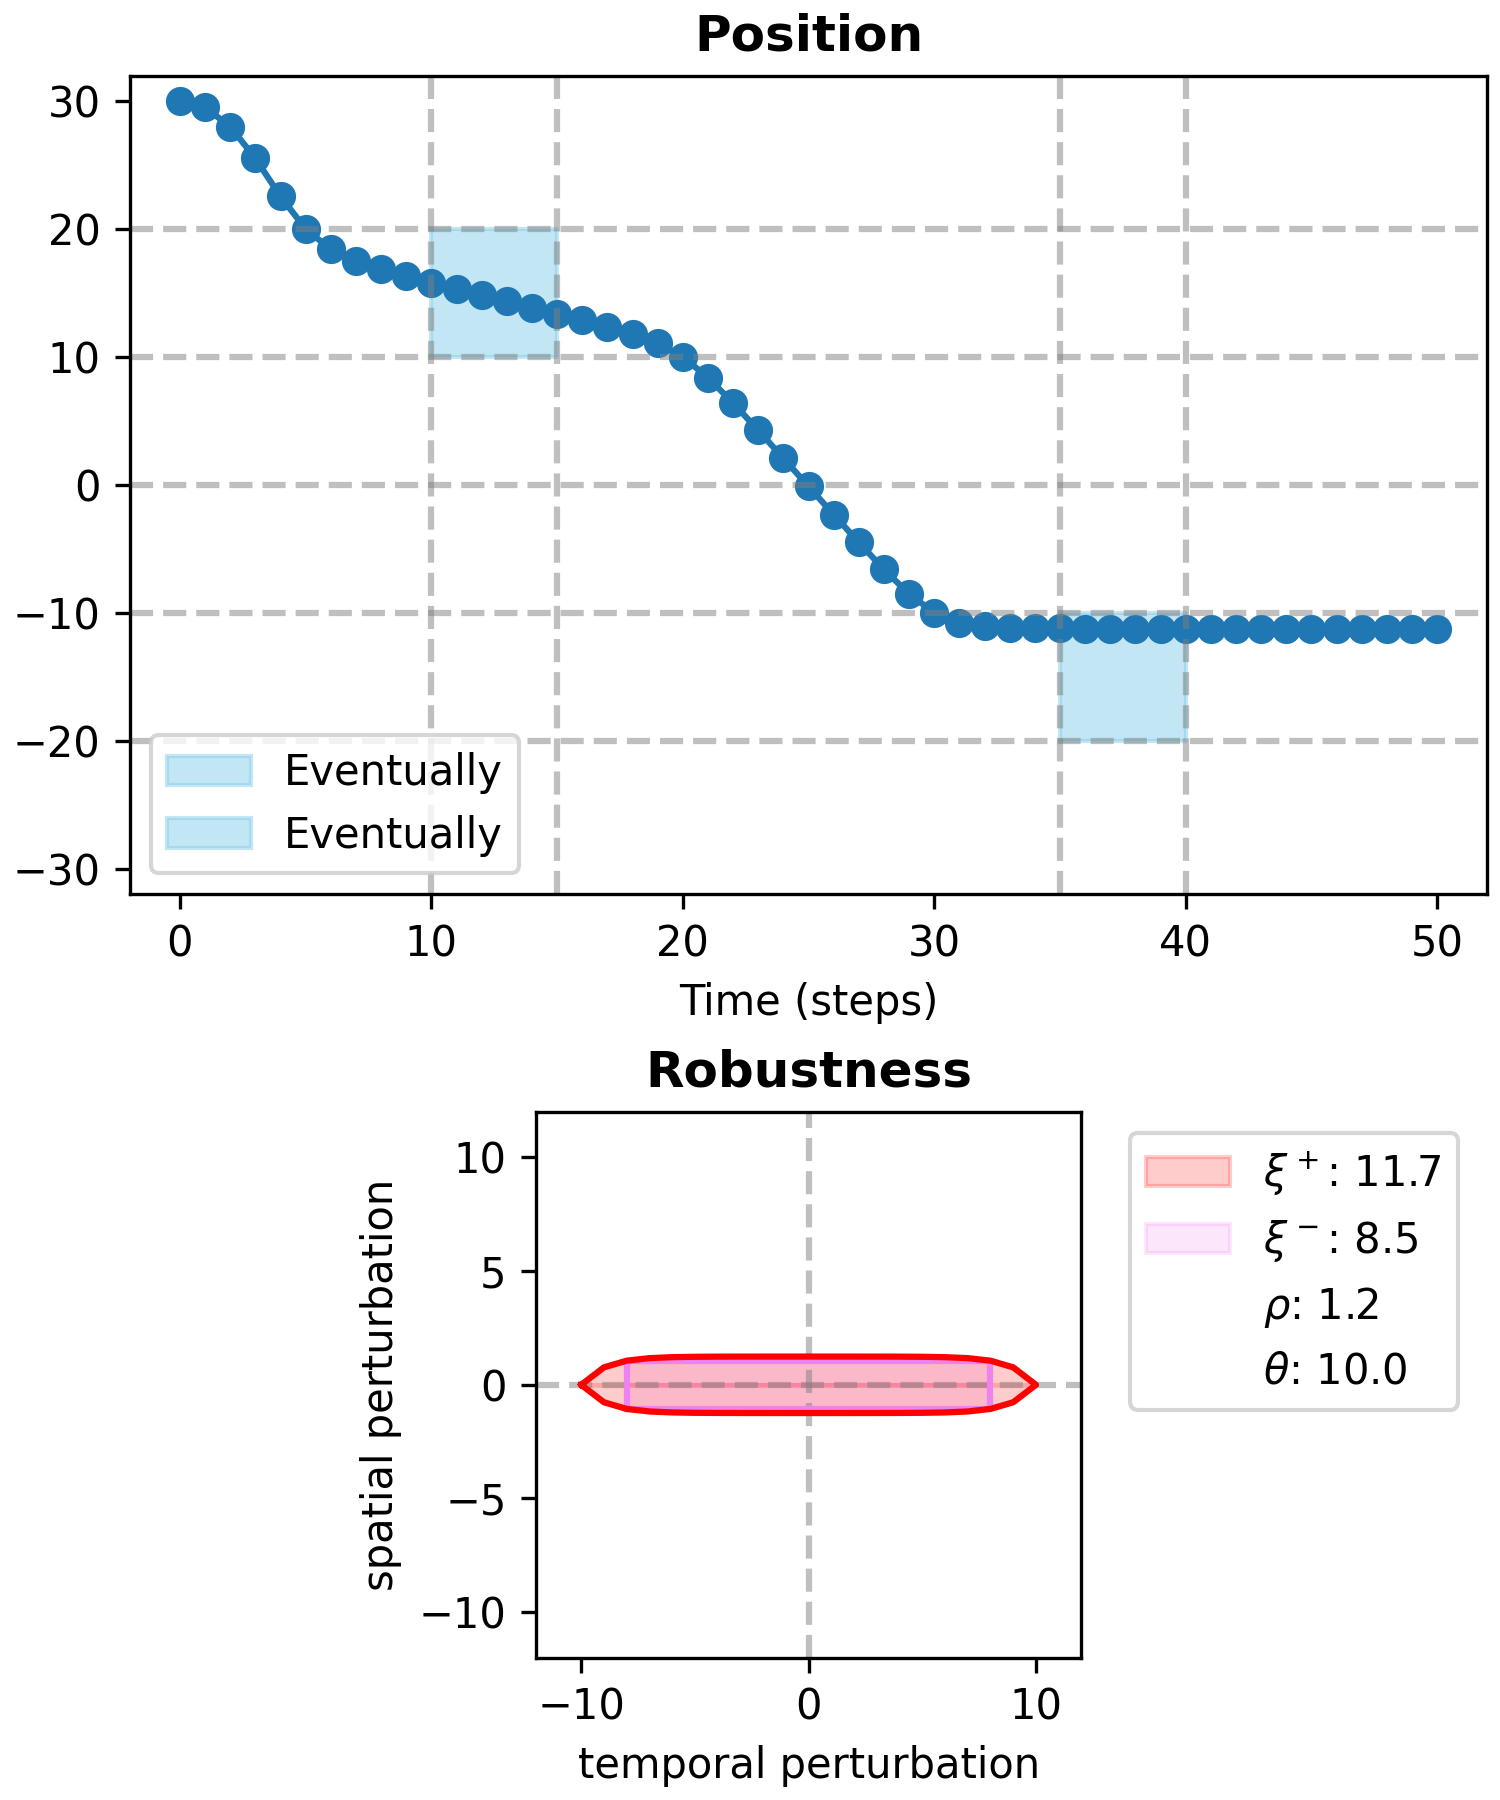 Position
30
20
10
0
−10
−20
−30
Eventually
Eventually
0 10 20 30 40 50
Time (steps)
Robustness
10
5
0
−5
−10
spatial perturbation
−10 0 10
temporal perturbation
ξ⁺: 11.7
ξ⁻: 8.5
ρ: 1.2
θ: 10.0